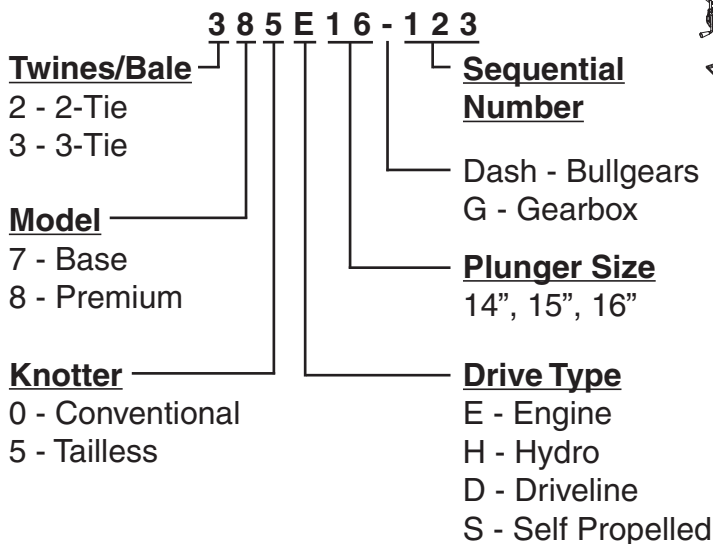 3 8 5 E 1 6 - 1 2 3
Twines/Bale
2 - 2-Tie
3 - 3-Tie
Model
7 - Base
8 - Premium
Knotter
0 - Conventional
5 - Tailless
Sequential
Number
Dash - Bullgears
G - Gearbox
Plunger Size
14”, 15”, 16”
Drive Type
E - Engine
H - Hydro
D - Driveline
S - Self Propelled